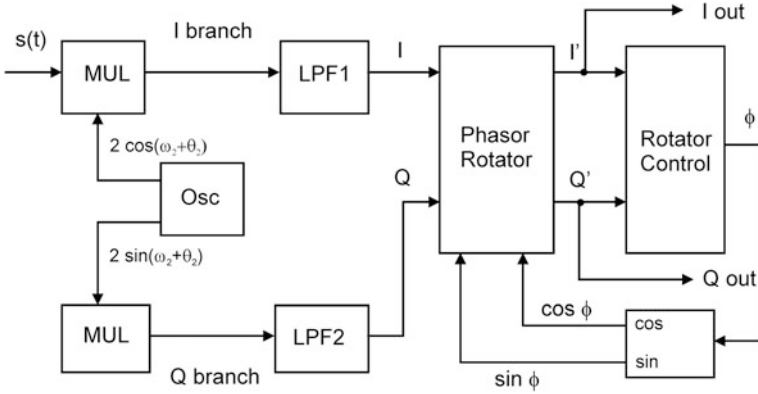 s(t)
I branch
MUL
LPF1
I
Phasor
Rotator
I'
I out
Rotator
Control
ϕ
2 cos(ω₂+θ₂)
Osc
2 sin(ω₂+θ₂)
Q
Q'
Q out
MUL
LPF2
Q branch
cos ϕ
sin ϕ
cos
sin